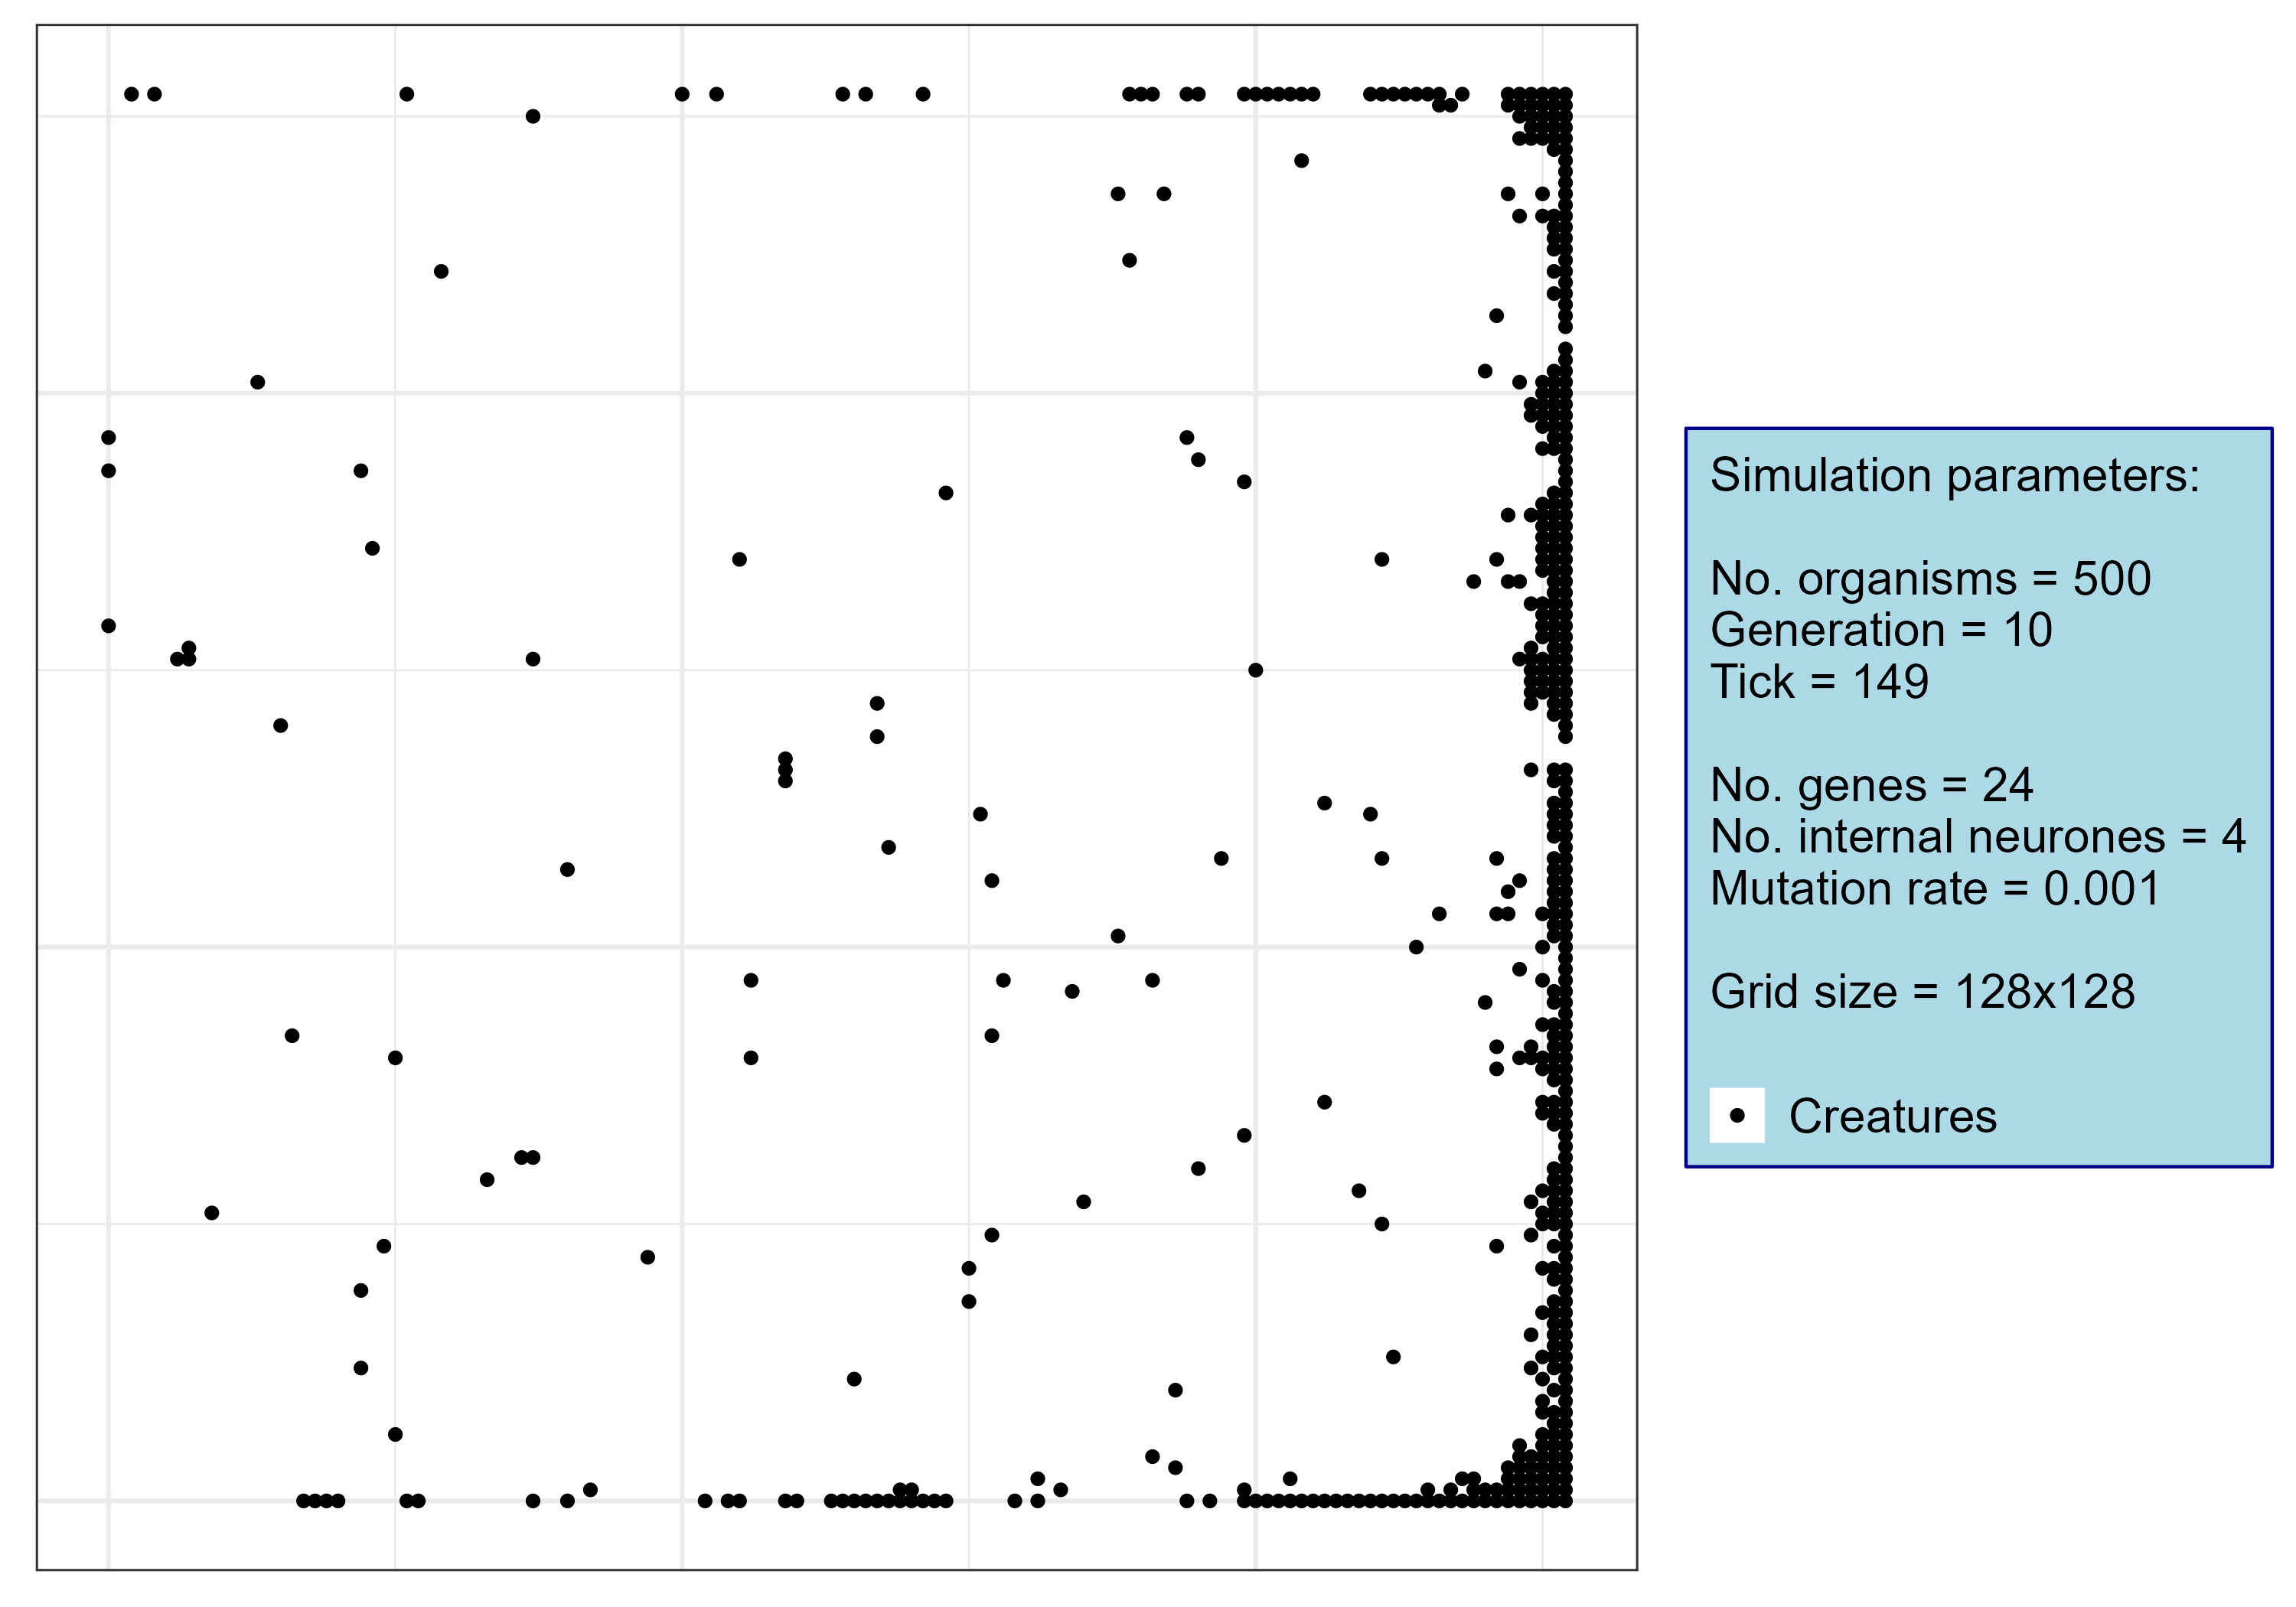 Simulation parameters:
No. organisms = 500
Generation = 10
Tick = 149
No. genes = 24
No. internal neurones = 4
Mutation rate = 0.001
Grid size = 128x128
Creatures